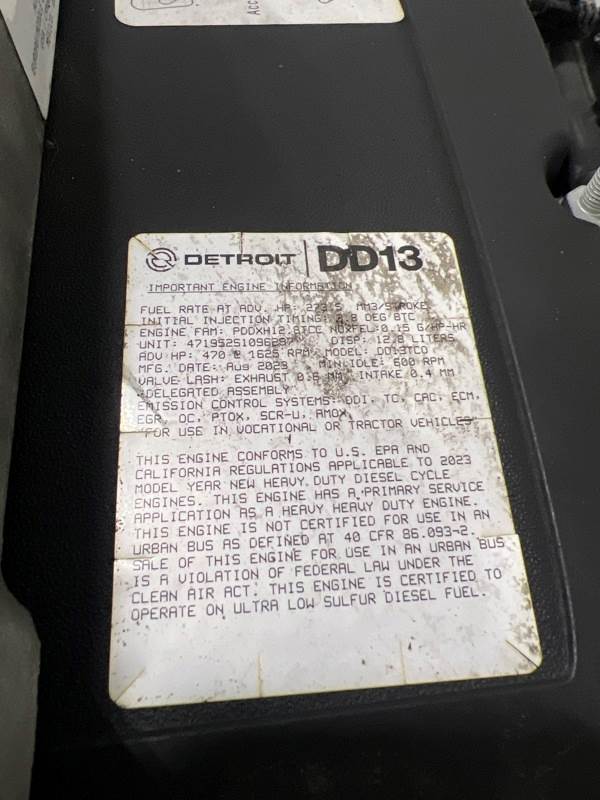 ACC
DETROIT DD13
IMPORTANT ENGINE INFORMATION
FUEL RATE AT ADV. HP: MM3/STROKE
INITIAL INJECTION TIMING: DEG BTC
ENGINE FAM: PDDXH12.8TCC NOXFEL:0.15 G/HP-HR
UNIT: DISP: 12.8 LITERS
ADV HP: 470 @ 1625 RPM MODEL: DD13TCO
MFG. DATE: Aug 2023 MIN IDLE: 600 RPM
VALVE LASH: EXHAUST MM INTAKE 0.4 MM
*DELEGATED ASSEMBLY*
EMISSION CONTROL SYSTEMS: DDI, TC, CAC, ECM,
EGR, OC, PTOX, SCR-U, AMOX
"FOR USE IN VOCATIONAL OR TRACTOR VEHICLES"
THIS ENGINE CONFORMS TO U.S. EPA AND
CALIFORNIA REGULATIONS APPLICABLE TO 2023
MODEL YEAR NEW HEAVY DUTY DIESEL CYCLE
ENGINES. THIS ENGINE HAS A PRIMARY SERVICE
APPLICATION AS A HEAVY HEAVY DUTY ENGINE.
THIS ENGINE IS NOT CERTIFIED FOR USE IN AN
URBAN BUS AS DEFINED AT 40 CFR 86.093-2.
SALE OF THIS ENGINE FOR USE IN AN URBAN BUS
IS A VIOLATION OF FEDERAL LAW UNDER THE
CLEAN AIR ACT. THIS ENGINE IS CERTIFIED TO
OPERATE ON ULTRA LOW SULFUR DIESEL FUEL.